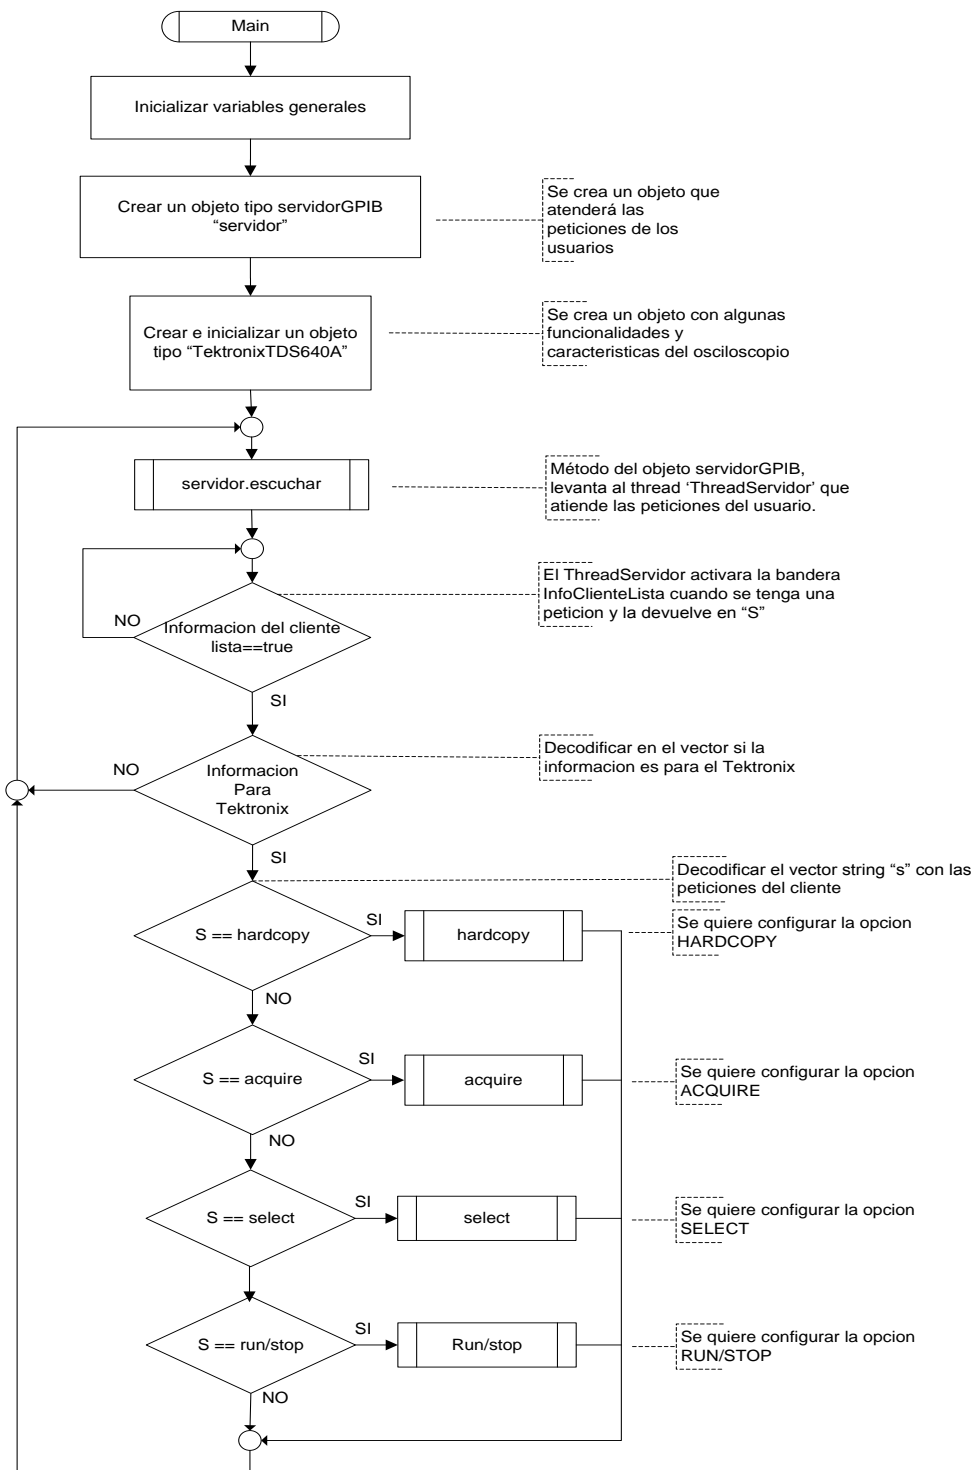 Main
Inicializar variables generales
Crear un objeto tipo servidorGPIB
“servidor”
Se crea un objeto que
atenderá las
peticiones de los
usuarios
Crear e inicializar un objeto
tipo “TektronixTDS640A”
Se crea un objeto con algunas
funcionalidades y
caracteristicas del osciloscopio
servidor.escuchar
Método del objeto servidorGPIB,
levanta al thread ‘ThreadServidor’ que
atiende las peticiones del usuario.
El ThreadServidor activara la bandera
InfoClienteLista cuando se tenga una
peticion y la devuelve en “S”
NO
Informacion del cliente
lista==true
SI
Decodificar en el vector si la
informacion es para el Tektronix
NO
Informacion
Para
Tektronix
SI
Decodificar el vector string “s” con las
peticiones del cliente
S == hardcopy
SI
hardcopy
Se quiere configurar la opcion
HARDCOPY
NO
S == acquire
SI
acquire
Se quiere configurar la opcion
ACQUIRE
NO
S == select
SI
select
Se quiere configurar la opcion
SELECT
S == run/stop
SI
Run/stop
Se quiere configurar la opcion
RUN/STOP
NO